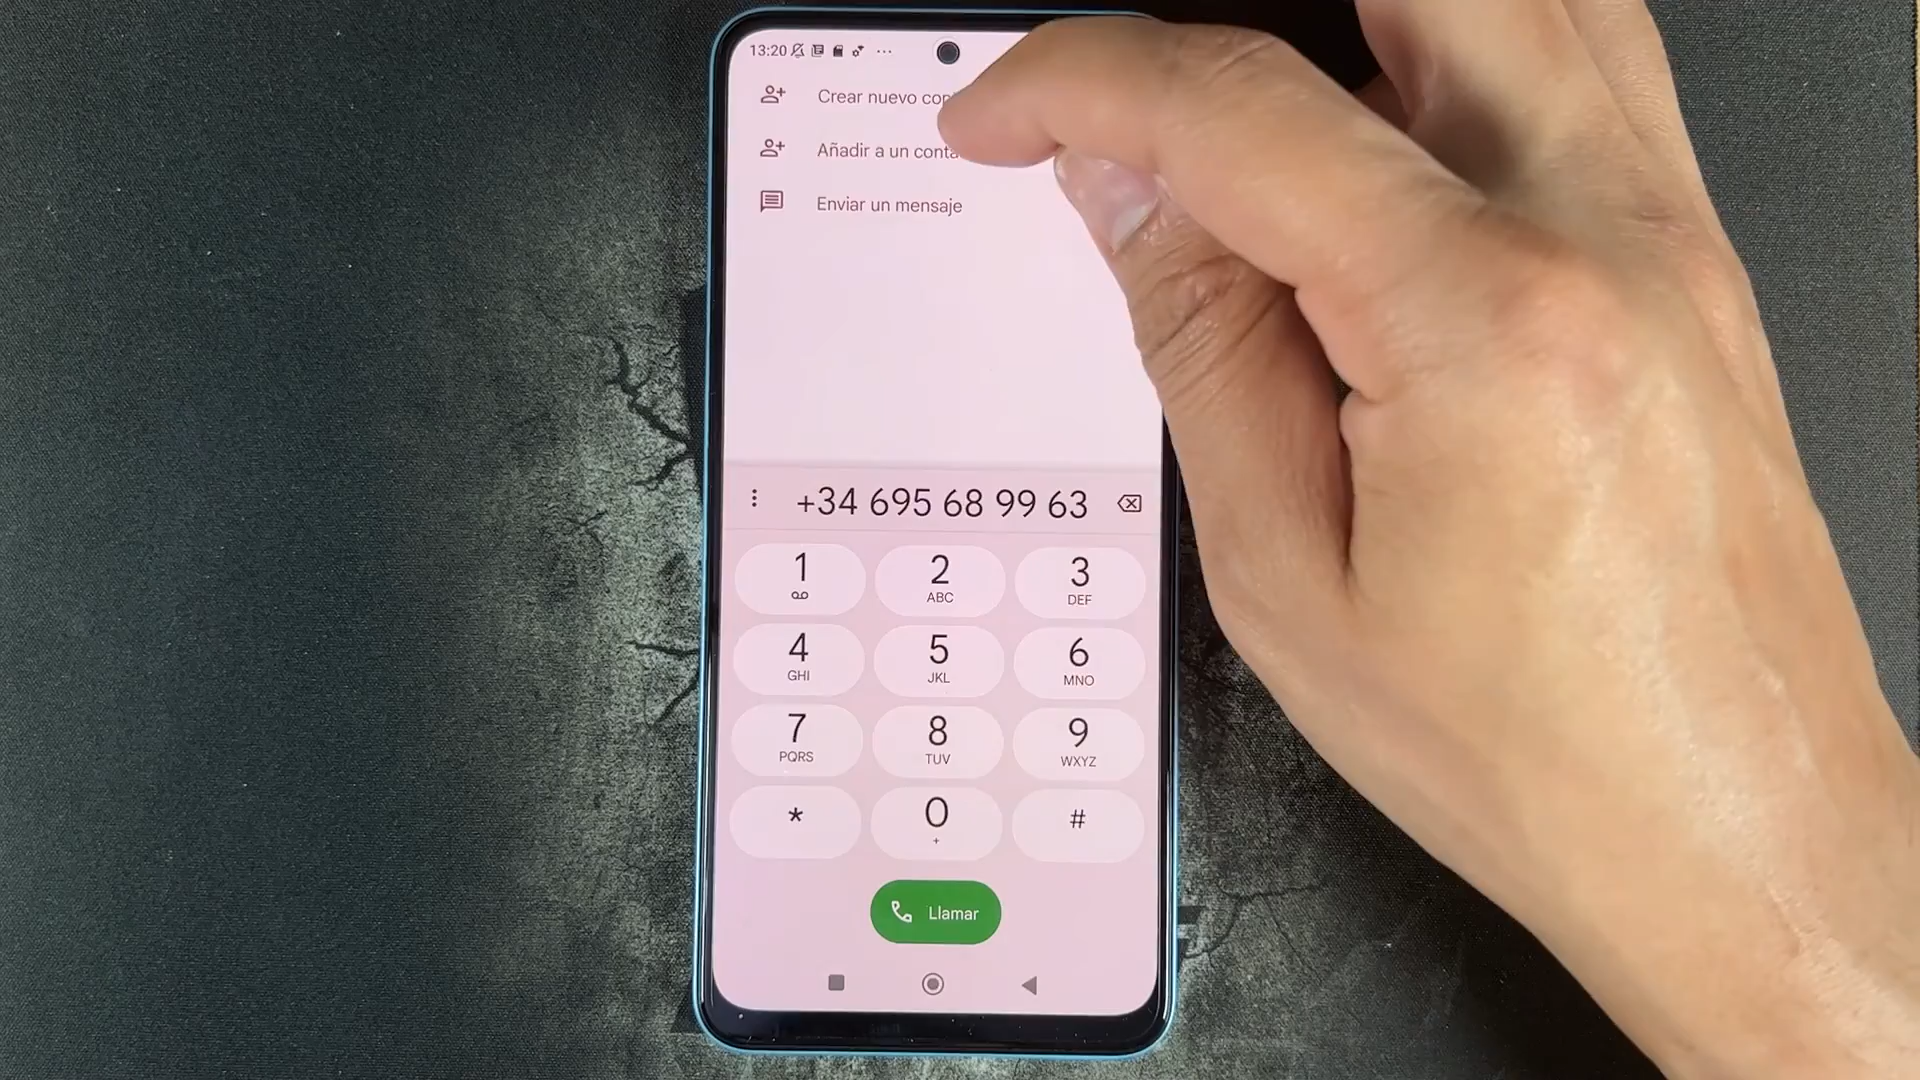 13:20
Crear nuevo
Añadir a un
Enviar un mensaje
+34 695 68 99 63
1
2 ABC
3 DEF
4 GHI
5 JKL
6 MNO
7 PQRS
8 TUV
9 WXYZ
*
0 +
#
Llamar